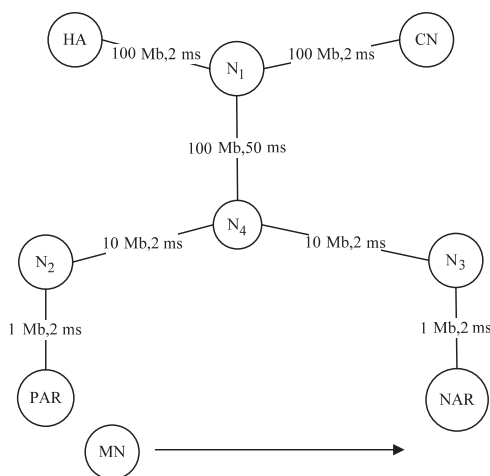 HA
CN
100 Mb,2 ms
100 Mb,2 ms
N1
100 Mb,50 ms
N4
10 Mb,2 ms
10 Mb,2 ms
N2
N3
1 Mb,2 ms
1 Mb,2 ms
PAR
NAR
MN